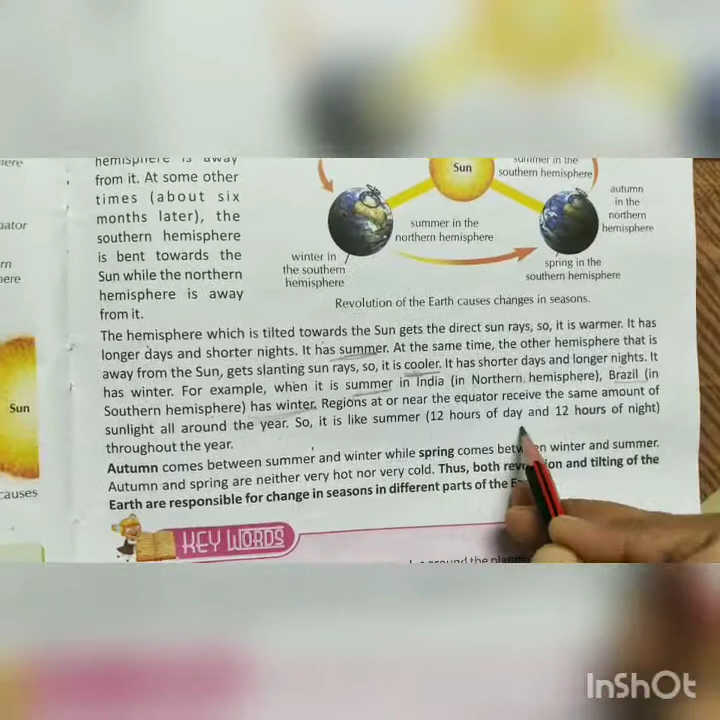 here
uator
rn
here
Sun
causes
hemisphere is away
from it. At some other
times (about six
months later), the
southern hemisphere
is bent towards the
Sun while the northern
hemisphere is away
from it.
Sun
summer in the
southern hemisphere
autumn
in the
northern
hemisphere
summer in the
northern hemisphere
winter in
the southern
hemisphere
spring in the
southern hemisphere
Revolution of the Earth causes changes in seasons.
The hemisphere which is tilted towards the Sun gets the direct sun rays, so, it is warmer. It has
longer days and shorter nights. It has summer. At the same time, the other hemisphere that is
away from the Sun, gets slanting sun rays, so, it is cooler. It has shorter days and longer nights. It
has winter. For example, when it is summer in India (in Northern hemisphere), Brazil (in
Southern hemisphere) has winter. Regions at or near the equator receive the same amount of
sunlight all around the year. So, it is like summer (12 hours of day and 12 hours of night)
throughout the year.
Autumn comes between summer and winter while spring comes between winter and summer.
Autumn and spring are neither very hot nor very cold. Thus, both revolution and tilting of the
Earth are responsible for change in seasons in different parts of the
KEY WORDS
around the
InShOt